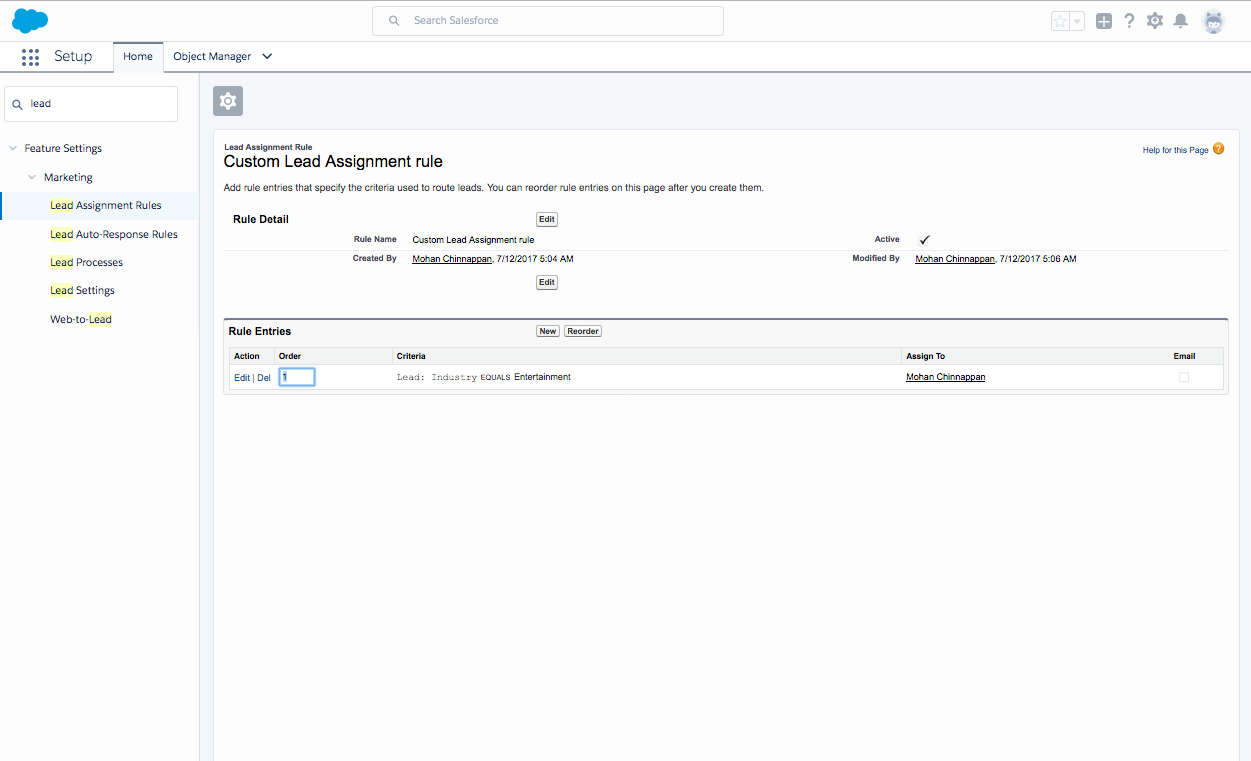 Search Salesforce
Setup
Home
Object Manager
lead
Feature Settings
Marketing
Lead Assignment Rules
Lead Auto-Response Rules
Lead Processes
Lead Settings
Web-to-Lead
Lead Assignment Rule
Custom Lead Assignment rule
Help for this Page ?
Add rule entries that specify the criteria used to route leads. You can reorder rule entries on this page after you create them.
Rule Detail Edit
Rule Name Custom Lead Assignment rule Active
Created By Mohan Chinnappan, 7/12/2017 5:04 AM Modified By Mohan Chinnappan, 7/12/2017 5:06 AM
Edit
Rule Entries New Reorder
Action Order Criteria Assign To Email
Edit | Del 1 Lead: Industry EQUALS Entertainment Mohan Chinnappan